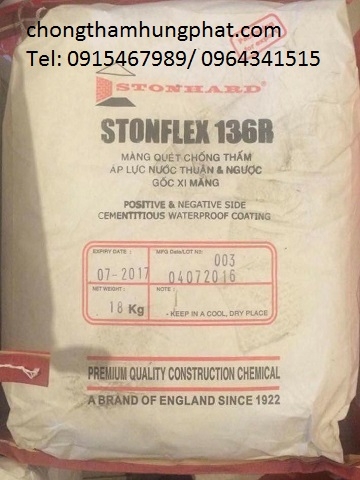 chongthamhungphat.com
Tel: 0915467989/ 0964341515
STONHARD®
STONFLEX 136R
MÀNG QUÉT CHỐNG THẤM
ÁP LỰC NƯỚC THUẬN & NGƯỢC
GỐC XI MĂNG
POSITIVE & NEGATIVE SIDE
CEMENTITIOUS WATERPROOF COATING
EXPIRY DATE : MFG Date/LOT N0: 003
07-2017 04072016
NET WEIGHT : NOTE :
18 Kg - KEEP IN A COOL, DRY PLACE
PREMIUM QUALITY CONSTRUCTION CHEMICAL
A BRAND OF ENGLAND SINCE 1922